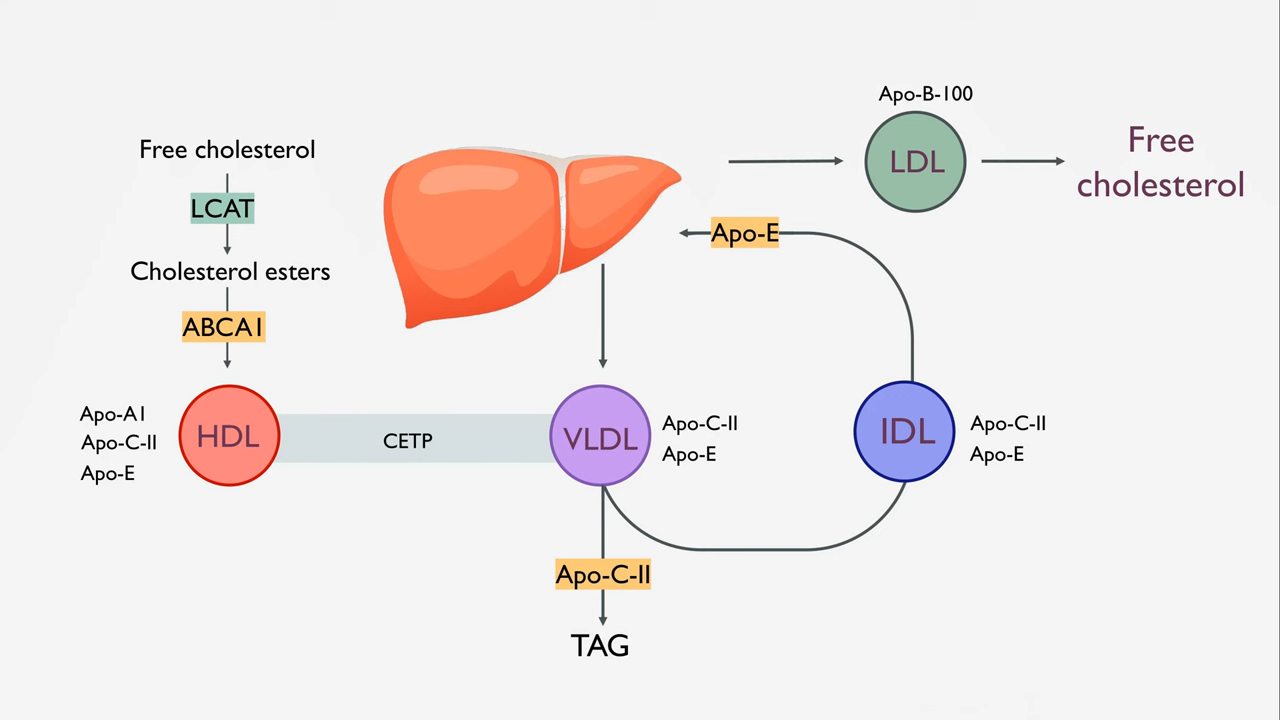 Free cholesterol
LCAT
Cholesterol esters
ABCA1
Apo-A1
Apo-C-II
Apo-E
HDL
CETP
VLDL
Apo-C-II
Apo-E
Apo-C-II
TAG
IDL
Apo-C-II
Apo-E
Apo-E
Apo-B-100
LDL
Free
cholesterol